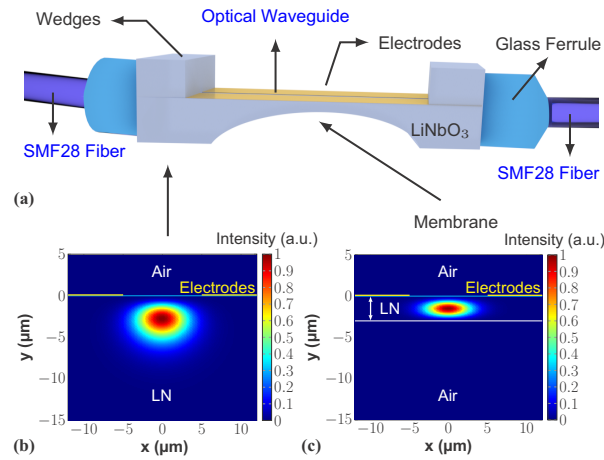 (a)
Wedges
Optical Waveguide
Electrodes
Glass Ferrule
LiNbO₃
SMF28 Fiber
SMF28 Fiber
Membrane
Intensity (a.u.)
Air
Electrodes
LN
5
0
−5
−10
−15
y (μm)
−10
−5
0
5
10
x (μm)
1
0.9
0.8
0.7
0.6
0.5
0.4
0.3
0.2
0.1
0
(b)
Intensity (a.u.)
Air
Electrodes
LN
Air
5
0
−5
−10
−15
y (μm)
−10
−5
0
5
10
x (μm)
1
0.9
0.8
0.7
0.6
0.5
0.4
0.3
0.2
0.1
0
(c)